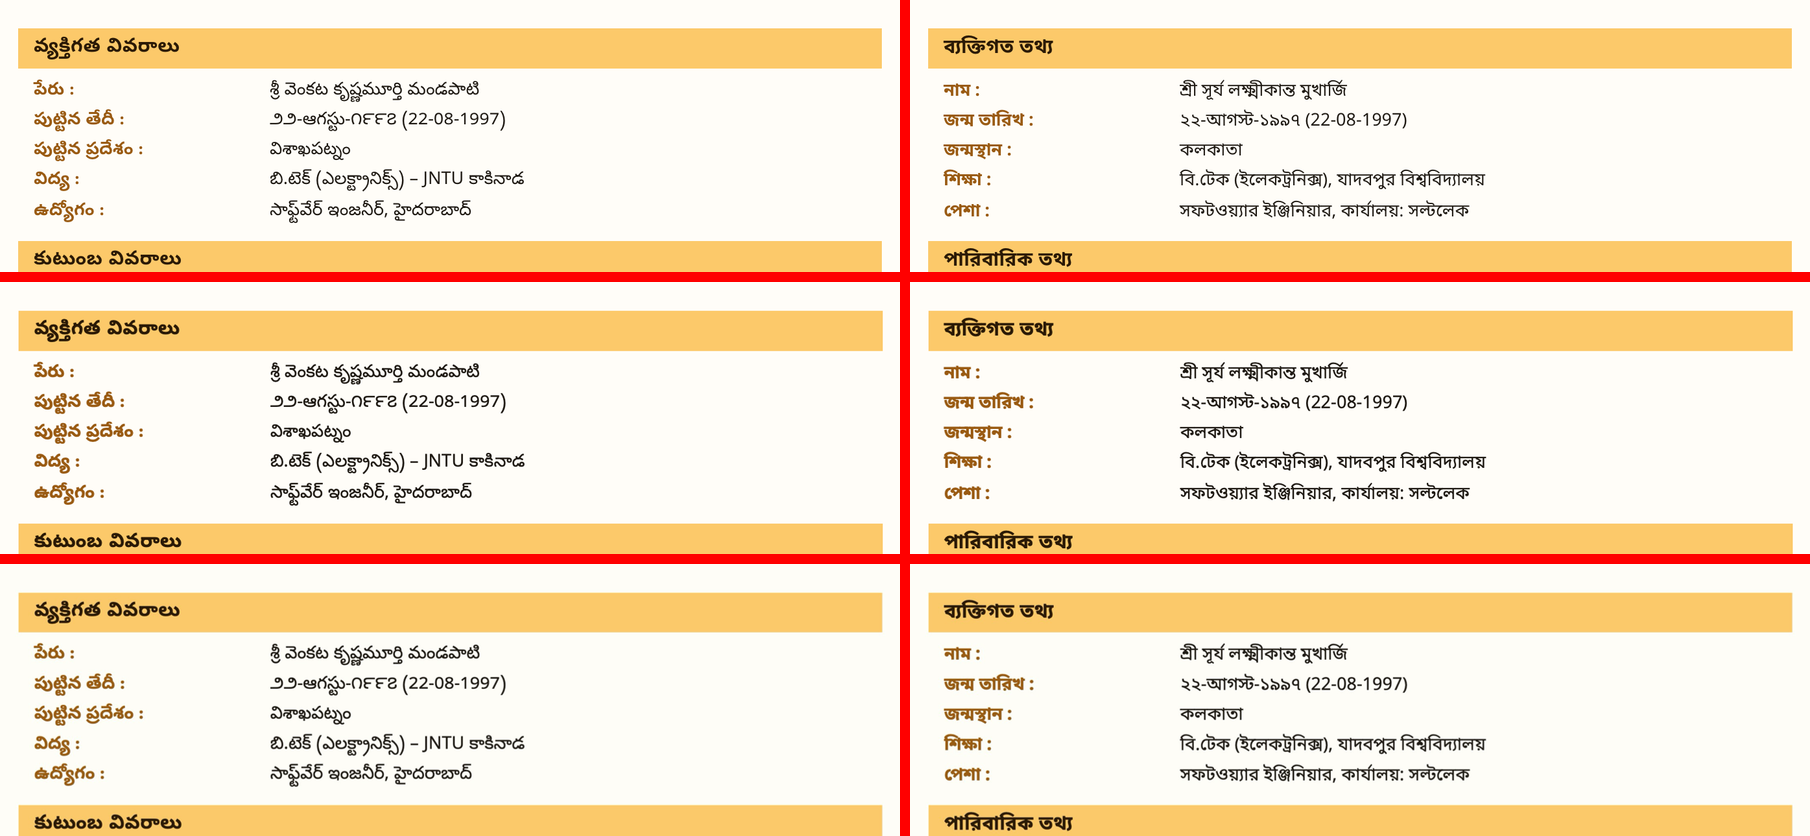 వ్యక్తిగత వివరాలు
పేరు : శ్రీ వెంకట కృష్ణమూర్తి మండపాటి
పుట్టిన తేదీ : ౨౨-ఆగస్టు-౧౯౯౭ (22-08-1997)
పుట్టిన ప్రదేశం : విశాఖపట్నం
విద్య : బి.టెక్ (ఎలక్ట్రానిక్స్) – JNTU కాకినాడ
ఉద్యోగం : సాఫ్ట్‌వేర్ ఇంజనీర్, హైదరాబాద్
కుటుంబ వివరాలు
ব্যক্তিগত তথ্য
নাম : শ্রী সূর্য লক্ষ্মীকান্ত মুখার্জি
জন্ম তারিখ : ২২-আগস্ট-১৯৯৭ (22-08-1997)
জন্মস্থান : কলকাতা
শিক্ষা : বি.টেক (ইলেকট্রনিক্স), যাদবপুর বিশ্ববিদ্যালয়
পেশা : সফটওয়্যার ইঞ্জিনিয়ার, কার্যালয়: সল্টলেক
পারিবারিক তথ্য
వ్యక్తిగత వివరాలు
పేరు : శ్రీ వెంకట కృష్ణమూర్తి మండపాటి
పుట్టిన తేదీ : ౨౨-ఆగస్టు-౧౯౯౭ (22-08-1997)
పుట్టిన ప్రదేశం : విశాఖపట్నం
విద్య : బి.టెక్ (ఎలక్ట్రానిక్స్) – JNTU కాకినాడ
ఉద్యోగం : సాఫ్ట్‌వేర్ ఇంజనీర్, హైదరాబాద్
కుటుంబ వివరాలు
ব্যক্তিগত তথ্য
নাম : শ্রী সূর্য লক্ষ্মীকান্ত মুখার্জি
জন্ম তারিখ : ২২-আগস্ট-১৯৯৭ (22-08-1997)
জন্মস্থান : কলকাতা
শিক্ষা : বি.টেক (ইলেকট্রনিক্স), যাদবপুর বিশ্ববিদ্যালয়
পেশা : সফটওয়্যার ইঞ্জিনিয়ার, কার্যালয়: সল্টলেক
পারিবারিক তথ্য
వ్యక్తిగత వివరాలు
పేరు : శ్రీ వెంకట కృష్ణమూర్తి మండపాటి
పుట్టిన తేదీ : ౨౨-ఆగస్టు-౧౯౯౭ (22-08-1997)
పుట్టిన ప్రదేశం : విశాఖపట్నం
విద్య : బి.టెక్ (ఎలక్ట్రానిక్స్) – JNTU కాకినాడ
ఉద్యోగం : సాఫ్ట్‌వేర్ ఇంజనీర్, హైదరాబాద్
కుటుంబ వివరాలు
ব্যক্তিগত তথ্য
নাম : শ্রী সূর্য লক্ষ্মীকান্ত মুখার্জি
জন্ম তারিখ : ২২-আগস্ট-১৯৯৭ (22-08-1997)
জন্মস্থান : কলকাতা
শিক্ষা : বি.টেক (ইলেকট্রনিক্স), যাদবপুর বিশ্ববিদ্যালয়
পেশা : সফটওয়্যার ইঞ্জিনিয়ার, কার্যালয়: সল্টলেক
পারিবারিক তথ্য